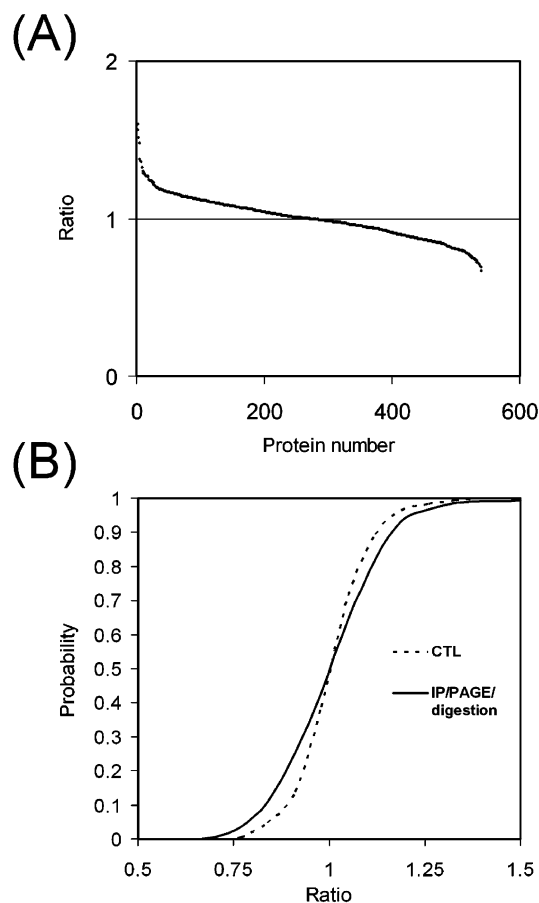 (A)
2
1
0
Ratio
0 200 400 600
Protein number
(B)
1
0.9
0.8
0.7
0.6
0.5
0.4
0.3
0.2
0.1
0
Probability
CTL
IP/PAGE/
digestion
0.5 0.75 1 1.25 1.5
Ratio